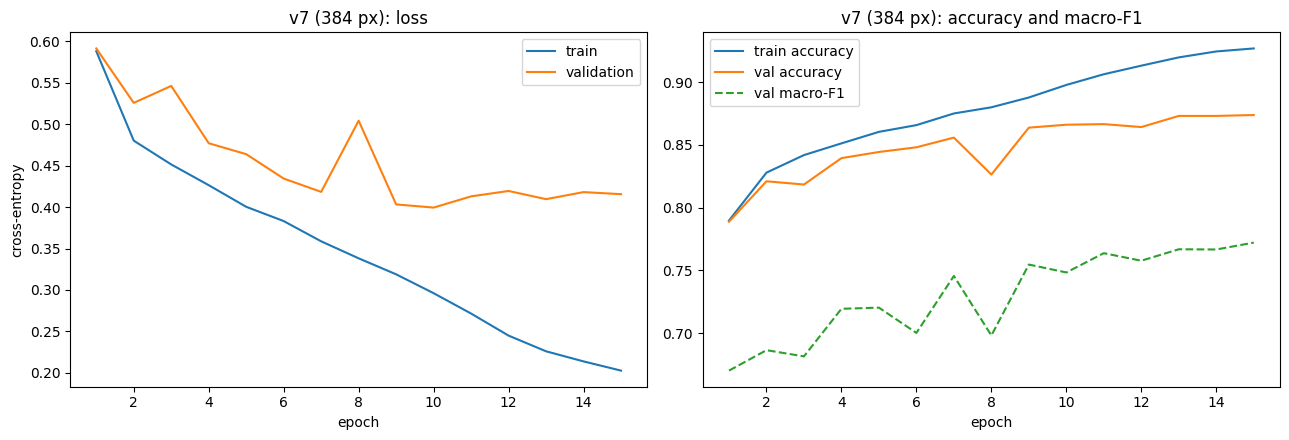 v7 (384 px): loss
0.60
0.55
0.50
0.45
0.40
0.35
0.30
0.25
0.20
cross-entropy
2 4 6 8 10 12 14
epoch
train
validation
v7 (384 px): accuracy and macro-F1
0.90
0.85
0.80
0.75
0.70
2 4 6 8 10 12 14
epoch
train accuracy
val accuracy
val macro-F1